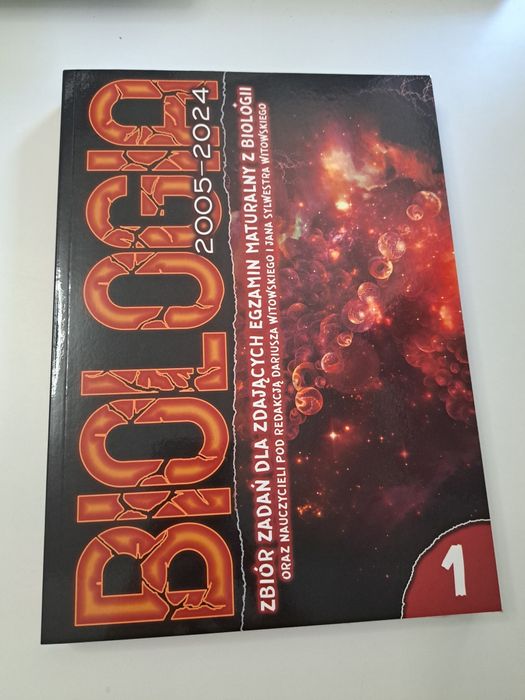 BIOLOGIA
2005-2024
ZBIÓR ZADAŃ DLA ZDAJĄCYCH EGZAMIN MATURALNY Z BIOLÓGII
ORAZ NAUCZYCIELI POD REDAKCJĄ DARIUSZA WITOWSKIEGO I JANA SYLWESTRA WITOWSKIEGO
1